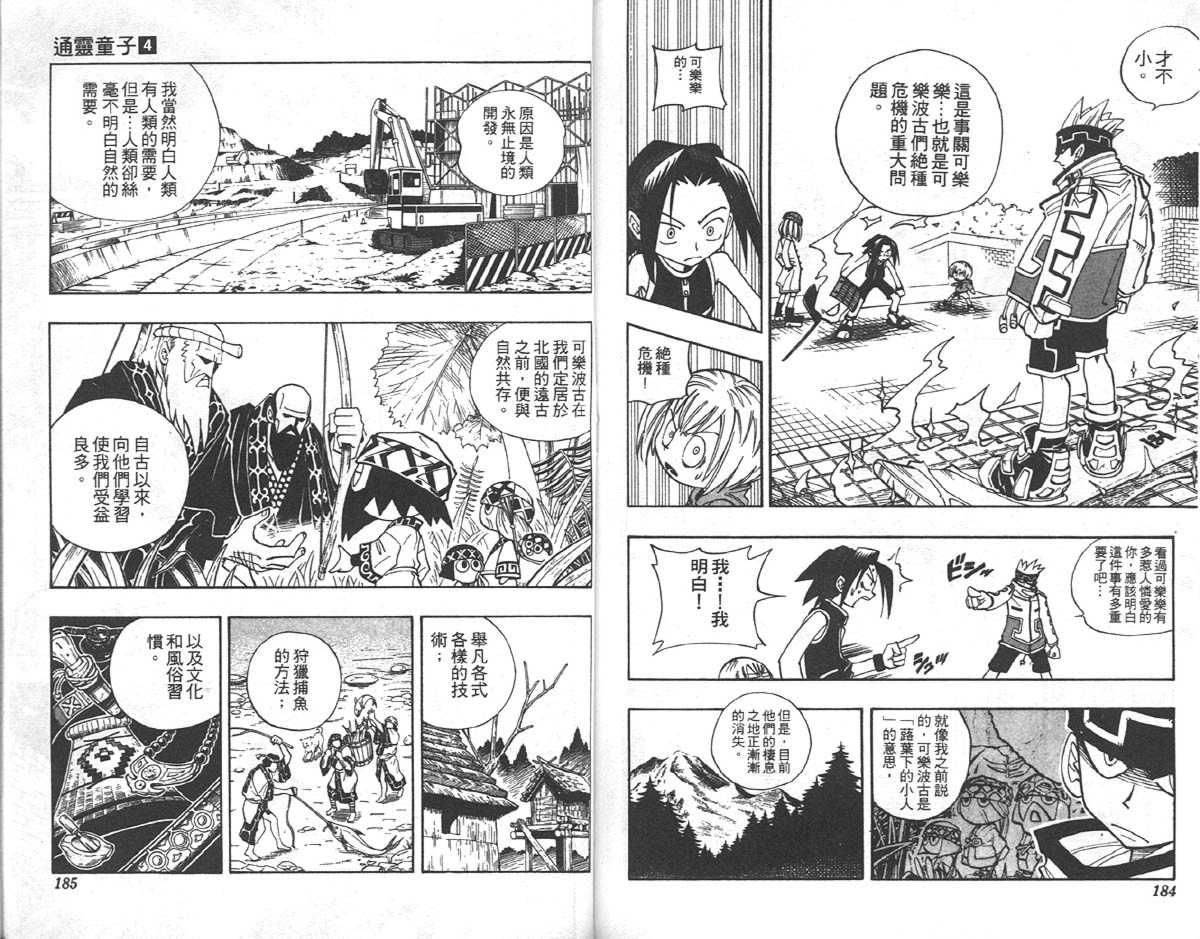 才不
小。
這是事關可樂
樂…也就是可
樂波古們絕種
危機的重大問
題。
可樂樂
的…
絕種
危機！
看過可樂樂有
多惹人憐愛的
你，應該明白
這件事有多重
要了吧…
ビシッ
我…！我
明白！
シュッ
就像我之前說
的，可樂波古是
「蕗葉下的小人
」的意思，
但是，目前
他們的棲息
之地正漸漸
的消失。
184
通靈童子4
原因是人類
永無止境的
開發。
我當然明白人類
有人類的需要，
但是…人類卻絲
毫不明白自然的
需要。
可樂波古在
我們定居於
北國的遠古
之前，便與
自然共存。
自古以來，
向他們學習
使我們受益
良多。
舉凡各式
各樣的技
術；
狩獵捕魚
的方法；
以及文化
和風俗習
慣。
185